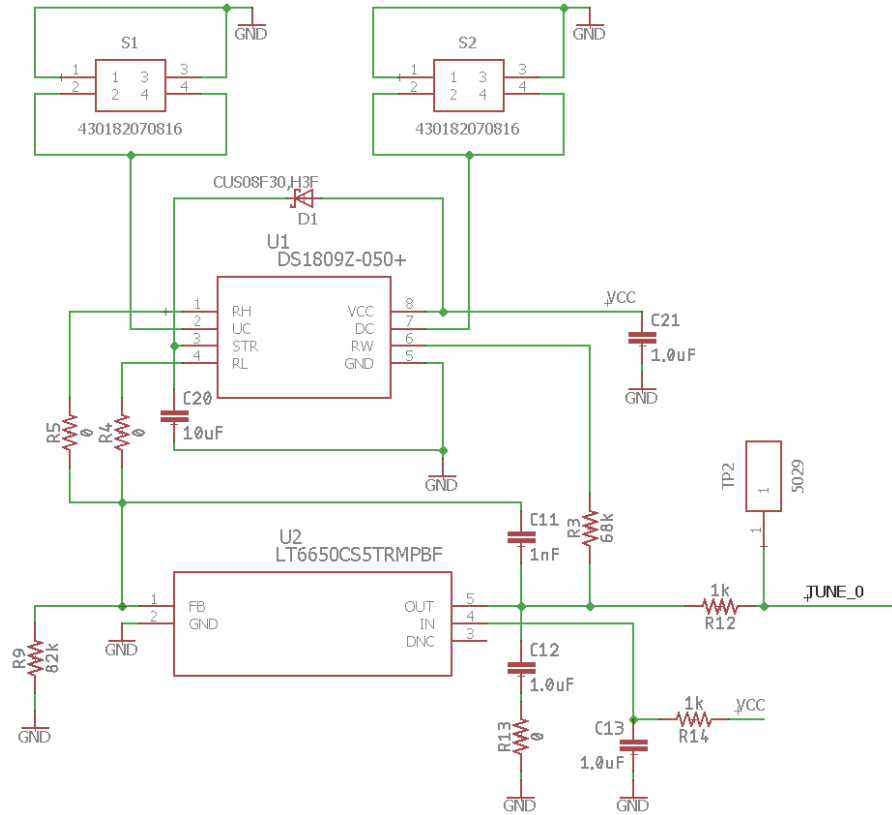 GND
GND
S1
S2
1 1 3 3
2 2 4 4
1 1 3 3
2 2 4 4
430182070816
430182070816
CUS08F30,H3F
D1
U1
DS1809Z-050+
1 RH VCC 8
2 UC DC 7
3 STR RW 6
4 RL GND 5
VCC
C21
1.0uF
GND
C20
10uF
R5
0
R4
0
GND
TP2
1
5029
1
R3
68k
C11
1nF
U2
LT6650CS5TRMPBF
1 FB OUT 5
2 GND IN 4
DNC 3
GND
R9
82k
GND
1k
R12
TUNE_0
C12
1.0uF
R13
0
GND
C13
1.0uF
GND
1k
R14
VCC